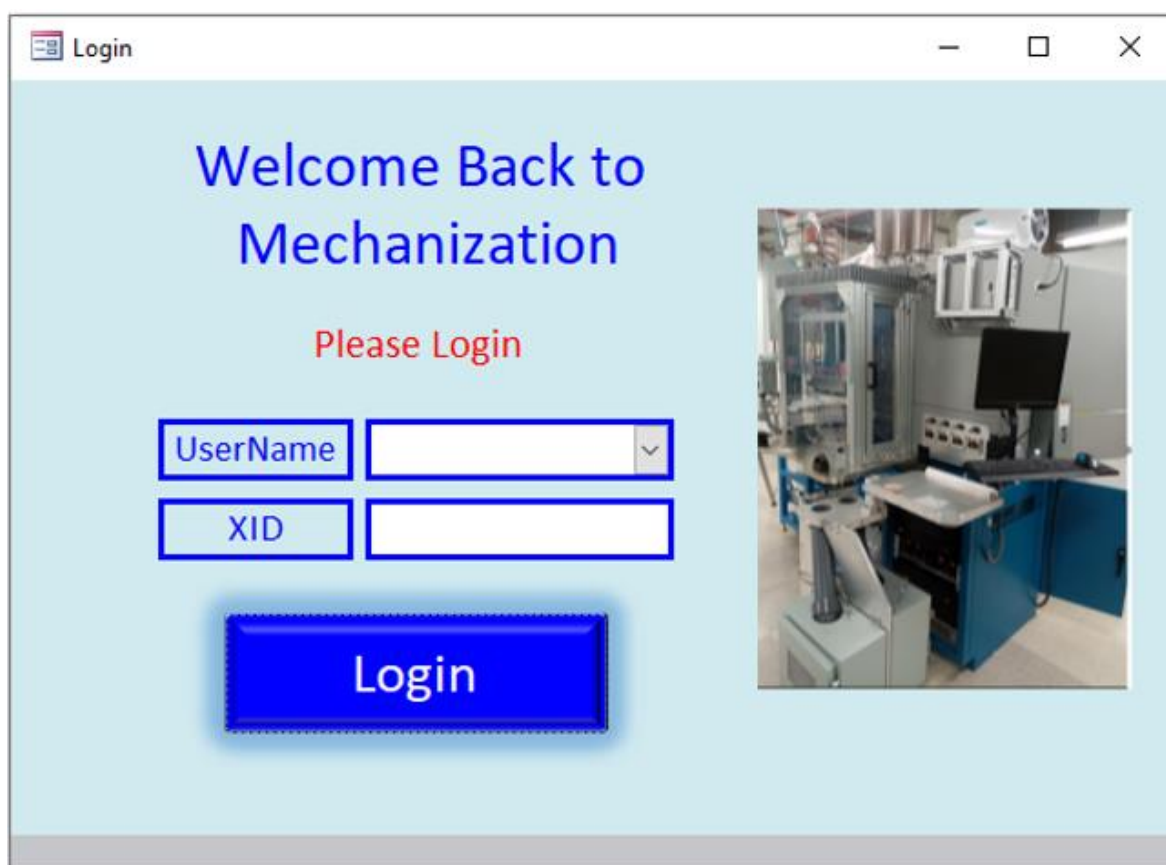 Login
Welcome Back to
Mechanization
Please Login
UserName
XID
Login